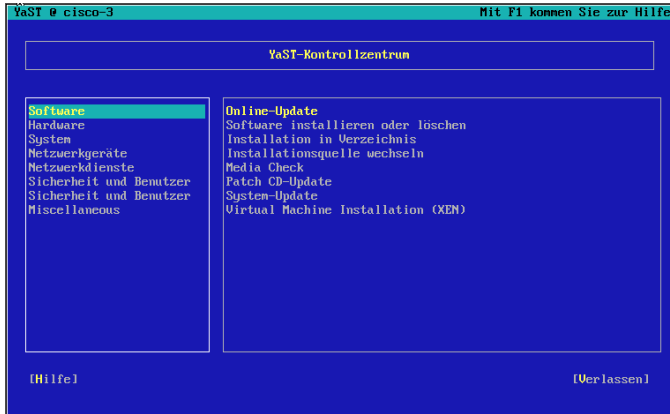 YaST @ cisco-3 Mit F1 kommen Sie zur Hilfe
YaST-Kontrollzentrum
Software
Hardware
System
Netzwerkgeräte
Netzwerkdienste
Sicherheit und Benutzer
Sicherheit und Benutzer
Miscellaneous
Online-Update
Software installieren oder löschen
Installation in Verzeichnis
Installationsquelle wechseln
Media Check
Patch CD-Update
System-Update
Virtual Machine Installation (XEN)
[Hilfe] [Verlassen]